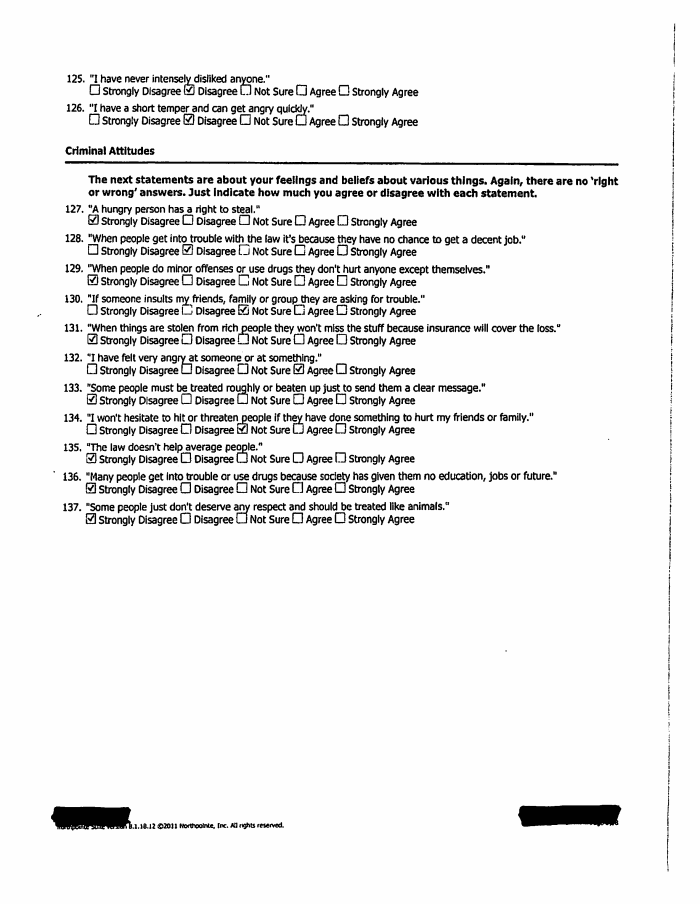 125. "I have never intensely disliked anyone."
☐ Strongly Disagree ☑ Disagree ☐ Not Sure ☐ Agree ☐ Strongly Agree
126. "I have a short temper and can get angry quickly."
☐ Strongly Disagree ☑ Disagree ☐ Not Sure ☐ Agree ☐ Strongly Agree
Criminal Attitudes
The next statements are about your feelings and beliefs about various things. Again, there are no 'right
or wrong' answers. Just indicate how much you agree or disagree with each statement.
127. "A hungry person has a right to steal."
☑ Strongly Disagree ☐ Disagree ☐ Not Sure ☐ Agree ☐ Strongly Agree
128. "When people get into trouble with the law it's because they have no chance to get a decent job."
☐ Strongly Disagree ☑ Disagree ☐ Not Sure ☐ Agree ☐ Strongly Agree
129. "When people do minor offenses or use drugs they don't hurt anyone except themselves."
☑ Strongly Disagree ☐ Disagree ☐ Not Sure ☐ Agree ☐ Strongly Agree
130. "If someone insults my friends, family or group they are asking for trouble."
☐ Strongly Disagree ☐ Disagree ☑ Not Sure ☐ Agree ☐ Strongly Agree
131. "When things are stolen from rich people they won't miss the stuff because insurance will cover the loss."
☑ Strongly Disagree ☐ Disagree ☐ Not Sure ☐ Agree ☐ Strongly Agree
132. "I have felt very angry at someone or at something."
☐ Strongly Disagree ☐ Disagree ☐ Not Sure ☑ Agree ☐ Strongly Agree
133. "Some people must be treated roughly or beaten up just to send them a clear message."
☑ Strongly Disagree ☐ Disagree ☐ Not Sure ☐ Agree ☐ Strongly Agree
134. "I won't hesitate to hit or threaten people if they have done something to hurt my friends or family."
☐ Strongly Disagree ☐ Disagree ☑ Not Sure ☐ Agree ☐ Strongly Agree
135. "The law doesn't help average people."
☑ Strongly Disagree ☐ Disagree ☐ Not Sure ☐ Agree ☐ Strongly Agree
136. "Many people get into trouble or use drugs because society has given them no education, jobs or future."
☑ Strongly Disagree ☐ Disagree ☐ Not Sure ☐ Agree ☐ Strongly Agree
137. "Some people just don't deserve any respect and should be treated like animals."
☑ Strongly Disagree ☐ Disagree ☐ Not Sure ☐ Agree ☐ Strongly Agree
8.1.18.12 ©2011 Northpointe, Inc. All rights reserved.